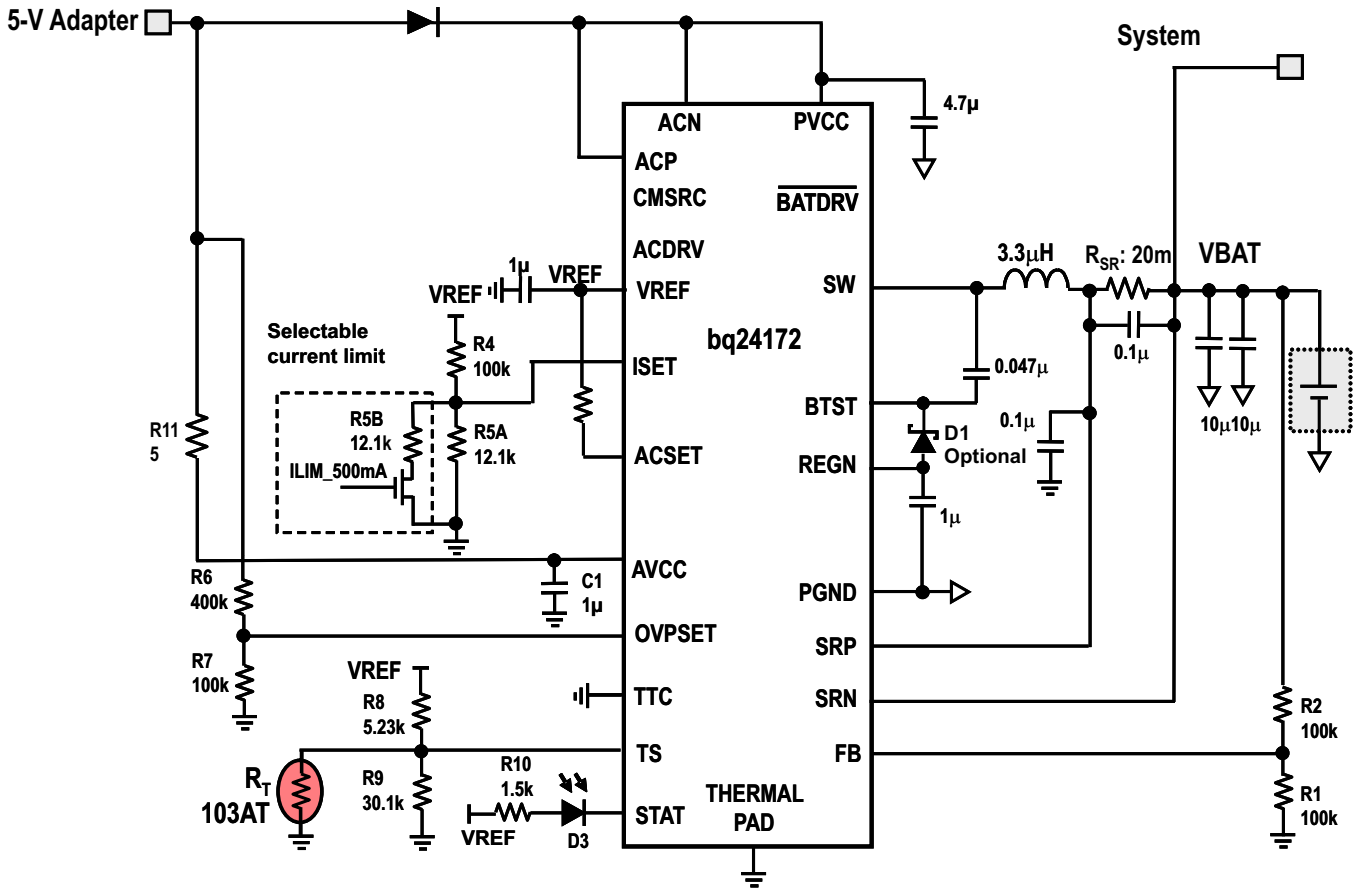 5-V Adapter
System
4.7µ
ACN
PVCC
ACP
CMSRC
BATDRV
ACDRV
1µ
VREF
VREF
VREF
SW
3.3µH
RSR: 20m
VBAT
Selectable
current limit
R4
100k
bq24172
ISET
0.1µ
0.047µ
R5B
12.1k
R5A
12.1k
BTST
0.1µ
10µ
10µ
R11
5
ACSET
REGN
D1
Optional
ILIM_500mA
1µ
AVCC
R6
400k
C1
1µ
PGND
OVPSET
SRP
R7
100k
VREF
TTC
SRN
R8
5.23k
R2
100k
TS
FB
RT
103AT
R9
30.1k
R10
1.5k
VREF
D3
STAT
THERMAL
PAD
R1
100k